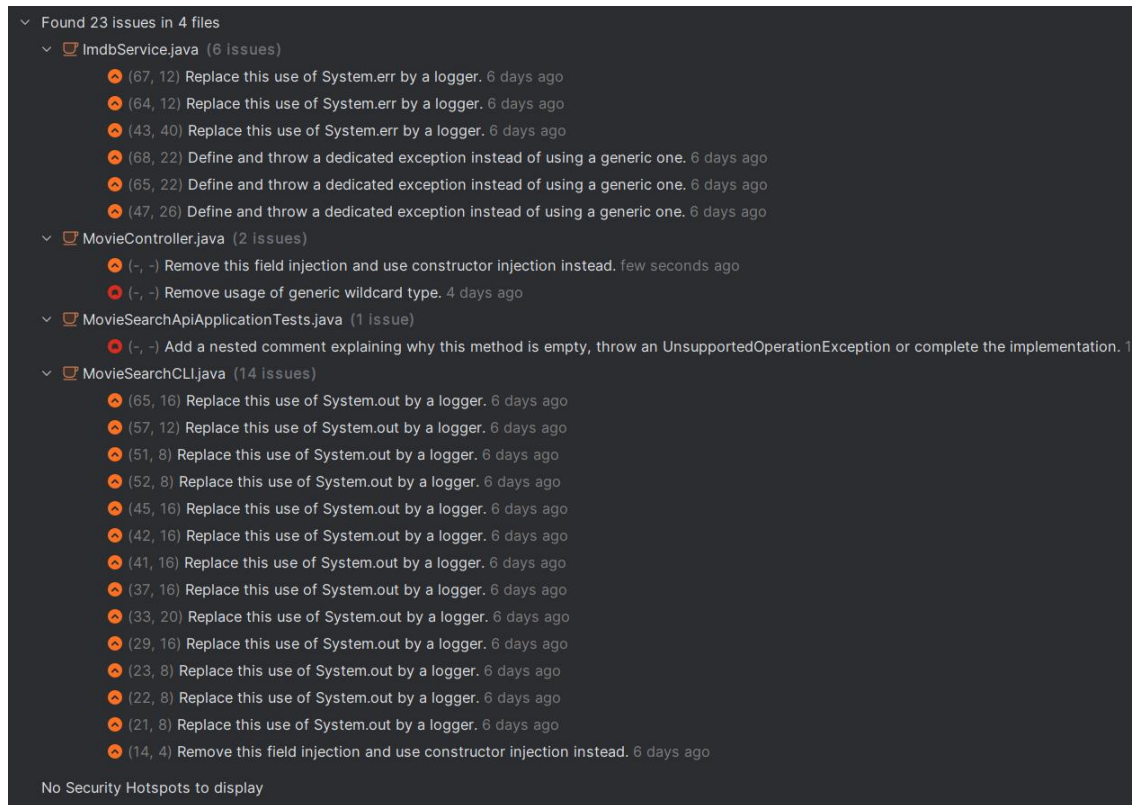 Found 23 issues in 4 files
ImdbService.java (6 issues)
(67, 12) Replace this use of System.err by a logger. 6 days ago
(64, 12) Replace this use of System.err by a logger. 6 days ago
(43, 40) Replace this use of System.err by a logger. 6 days ago
(68, 22) Define and throw a dedicated exception instead of using a generic one. 6 days ago
(65, 22) Define and throw a dedicated exception instead of using a generic one. 6 days ago
(47, 26) Define and throw a dedicated exception instead of using a generic one. 6 days ago
MovieController.java (2 issues)
(-, -) Remove this field injection and use constructor injection instead. few seconds ago
(-, -) Remove usage of generic wildcard type. 4 days ago
MovieSearchApiApplicationTests.java (1 issue)
(-, -) Add a nested comment explaining why this method is empty, throw an UnsupportedOperationException or complete the implementation. 1
MovieSearchCLI.java (14 issues)
(65, 16) Replace this use of System.out by a logger. 6 days ago
(57, 12) Replace this use of System.out by a logger. 6 days ago
(51, 8) Replace this use of System.out by a logger. 6 days ago
(52, 8) Replace this use of System.out by a logger. 6 days ago
(45, 16) Replace this use of System.out by a logger. 6 days ago
(42, 16) Replace this use of System.out by a logger. 6 days ago
(41, 16) Replace this use of System.out by a logger. 6 days ago
(37, 16) Replace this use of System.out by a logger. 6 days ago
(33, 20) Replace this use of System.out by a logger. 6 days ago
(29, 16) Replace this use of System.out by a logger. 6 days ago
(23, 8) Replace this use of System.out by a logger. 6 days ago
(22, 8) Replace this use of System.out by a logger. 6 days ago
(21, 8) Replace this use of System.out by a logger. 6 days ago
(14, 4) Remove this field injection and use constructor injection instead. 6 days ago
No Security Hotspots to display